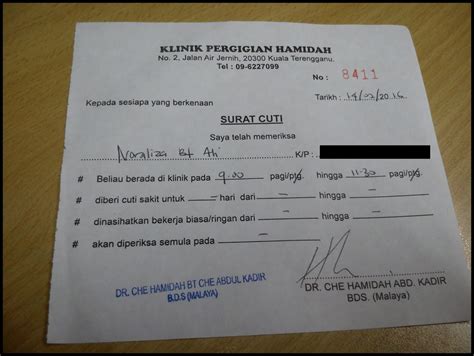 KLINIK PERGIGIAN HAMIDAH
No. 2, Jalan Air Jernih, 20300 Kuala Terengganu.
Tel : 09-6227099
No : 8411
Tarikh : 14/02/2016
Kepada sesiapa yang berkenaan
SURAT CUTI
Saya telah memeriksa
Noraliza Bt Ali K/P :
# Beliau berada di klinik pada 9.00 pagi/ptg. hingga 11.30 pagi/ptg.
# diberi cuti sakit untuk – hari dari – hingga –
# dinasihatkan bekerja biasa/ringan dari – hingga –
# akan diperiksa semula pada –
DR. CHE HAMIDAH BT CHE ABDUL KADIR
B.D.S (MALAYA)
DR. CHE HAMIDAH ABD. KADIR
BDS. (Malaya)